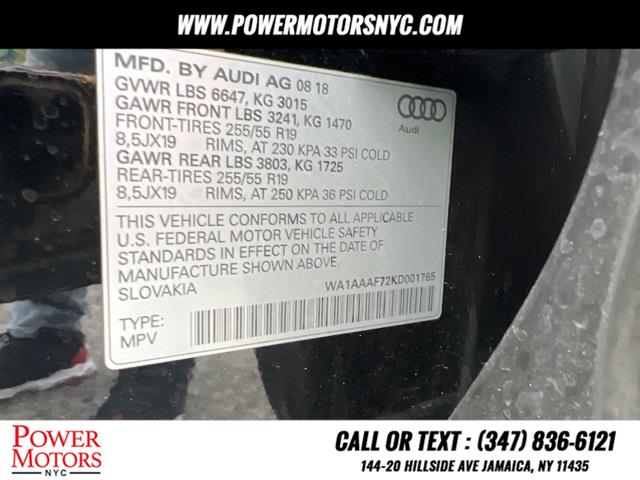 WWW.POWERMOTORSNYC.COM
MFD. BY AUDI AG 08 18
GVWR LBS 6647, KG 3015
GAWR FRONT LBS 3241, KG 1470
FRONT-TIRES 255/55 R19
8,5JX19 RIMS, AT 230 KPA 33 PSI COLD
GAWR REAR LBS 3803, KG 1725
REAR-TIRES 255/55 R19
8,5JX19 RIMS, AT 250 KPA 36 PSI COLD
Audi
THIS VEHICLE CONFORMS TO ALL APPLICABLE
U.S. FEDERAL MOTOR VEHICLE SAFETY
STANDARDS IN EFFECT ON THE DATE OF
MANUFACTURE SHOWN ABOVE.
SLOVAKIA WA1AAAF72KD001765
TYPE:
MPV
POWER
MOTORS
NYC
CALL OR TEXT : (347) 836-6121
144-20 HILLSIDE AVE JAMAICA, NY 11435